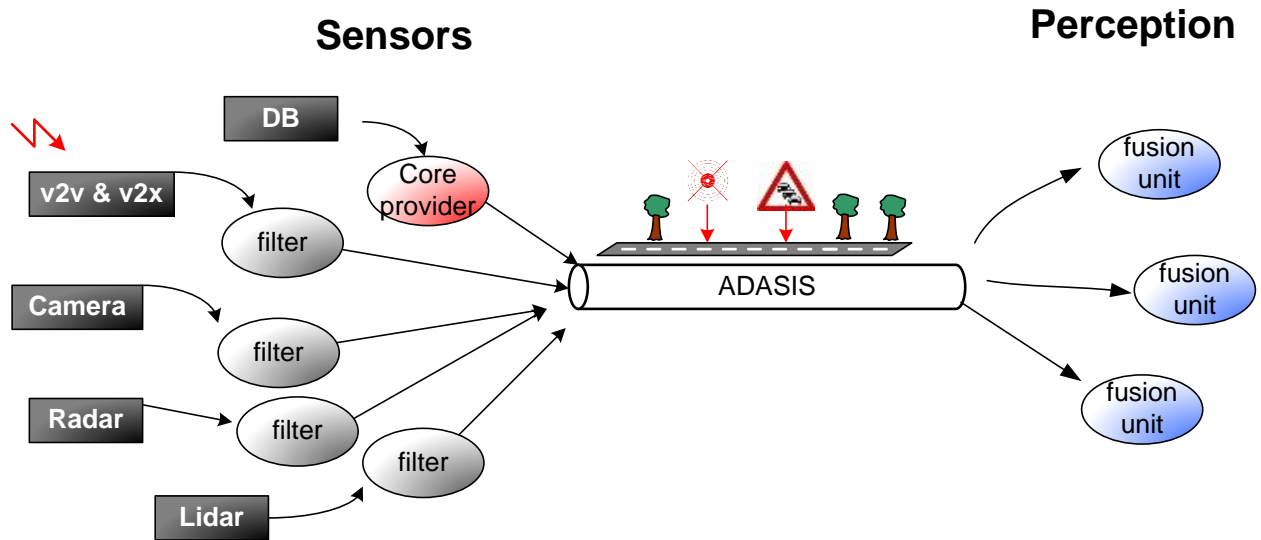 Sensors
Perception
DB
v2v & v2x
Core
provider
filter
Camera
filter
Radar
filter
filter
Lidar
ADASIS
fusion
unit
fusion
unit
fusion
unit